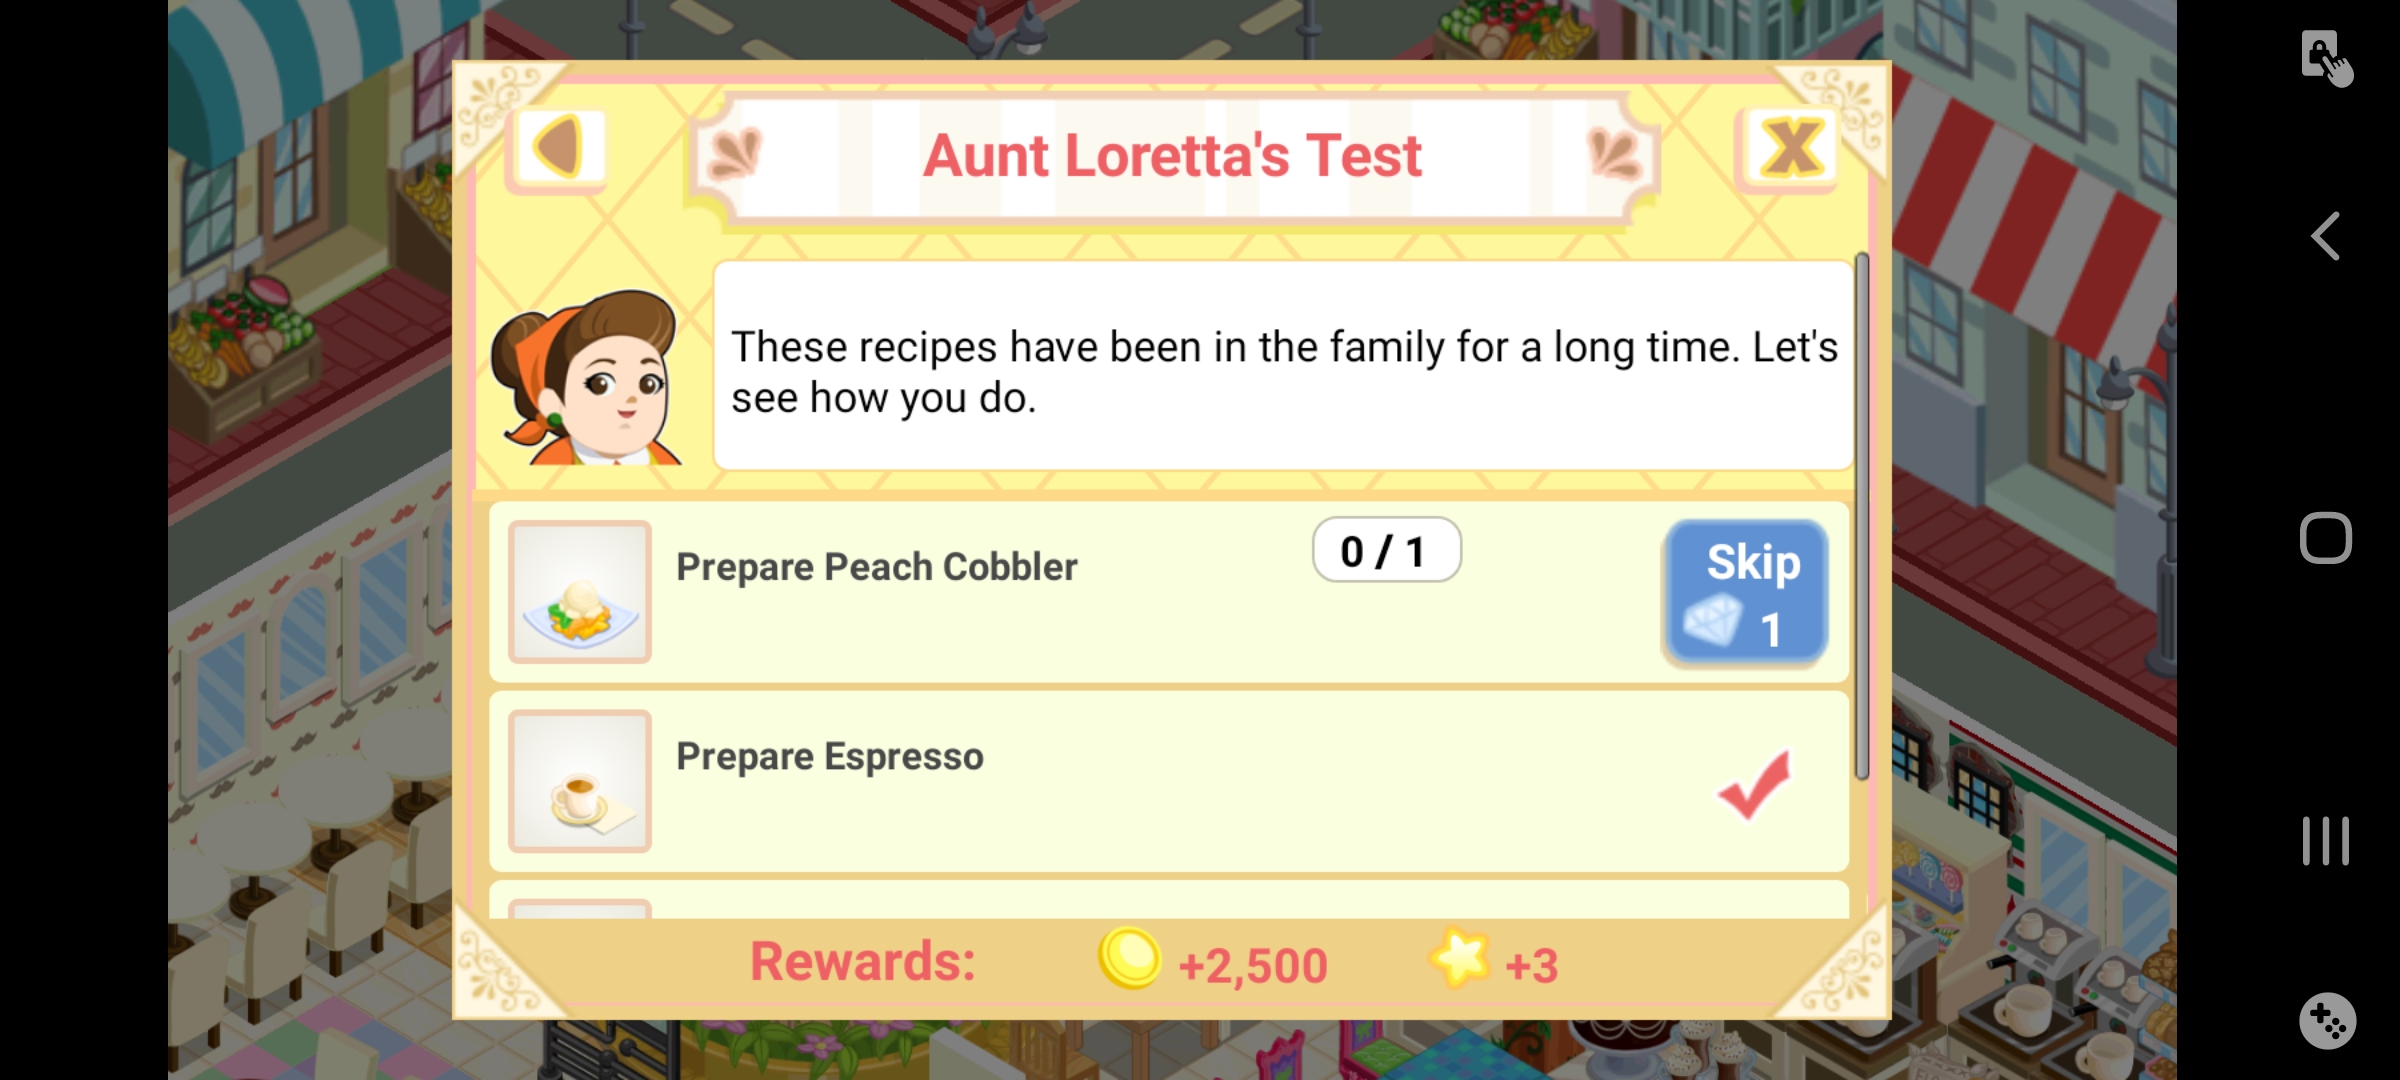 Aunt Loretta's Test
X
These recipes have been in the family for a long time. Let's
see how you do.
Prepare Peach Cobbler
0 / 1
Skip
1
Prepare Espresso
Rewards:
+2,500
+3